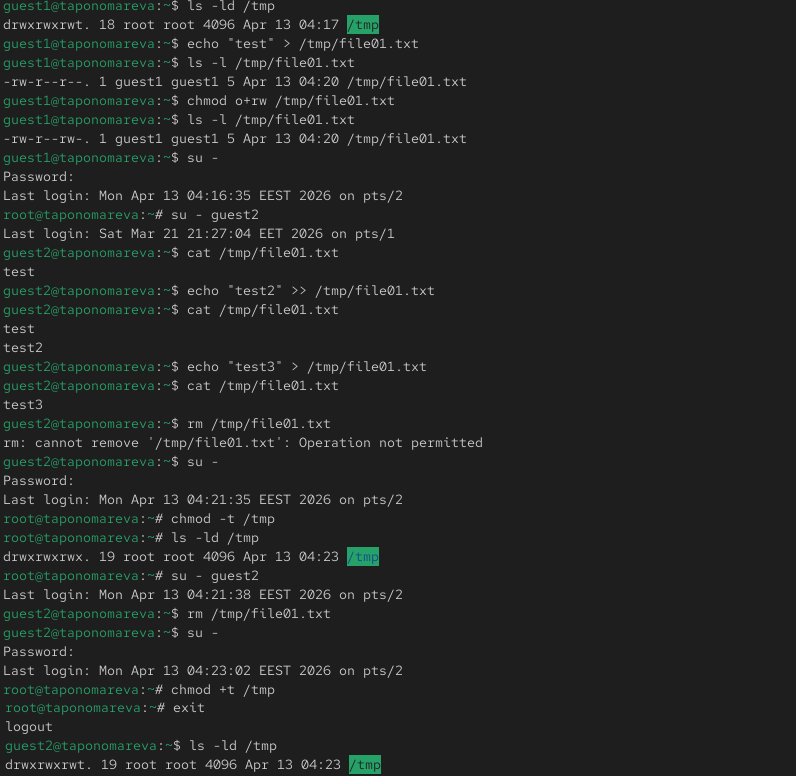 guest1@taponomareva:~$ ls -ld /tmp
drwxrwxrwt. 18 root root 4096 Apr 13 04:17 /tmp
guest1@taponomareva:~$ echo "test" > /tmp/file01.txt
guest1@taponomareva:~$ ls -l /tmp/file01.txt
-rw-r--r--. 1 guest1 guest1 5 Apr 13 04:20 /tmp/file01.txt
guest1@taponomareva:~$ chmod o+rw /tmp/file01.txt
guest1@taponomareva:~$ ls -l /tmp/file01.txt
-rw-r--rw-. 1 guest1 guest1 5 Apr 13 04:20 /tmp/file01.txt
guest1@taponomareva:~$ su -
Password:
Last login: Mon Apr 13 04:16:35 EEST 2026 on pts/2
root@taponomareva:~# su - guest2
Last login: Sat Mar 21 21:27:04 EET 2026 on pts/1
guest2@taponomareva:~$ cat /tmp/file01.txt
test
guest2@taponomareva:~$ echo "test2" >> /tmp/file01.txt
guest2@taponomareva:~$ cat /tmp/file01.txt
test
test2
guest2@taponomareva:~$ echo "test3" > /tmp/file01.txt
guest2@taponomareva:~$ cat /tmp/file01.txt
test3
guest2@taponomareva:~$ rm /tmp/file01.txt
rm: cannot remove '/tmp/file01.txt': Operation not permitted
guest2@taponomareva:~$ su -
Password:
Last login: Mon Apr 13 04:21:35 EEST 2026 on pts/2
root@taponomareva:~# chmod -t /tmp
root@taponomareva:~# ls -ld /tmp
drwxrwxrwx. 19 root root 4096 Apr 13 04:23 /tmp
root@taponomareva:~# su - guest2
Last login: Mon Apr 13 04:21:38 EEST 2026 on pts/2
guest2@taponomareva:~$ rm /tmp/file01.txt
guest2@taponomareva:~$ su -
Password:
Last login: Mon Apr 13 04:23:02 EEST 2026 on pts/2
root@taponomareva:~# chmod +t /tmp
root@taponomareva:~# exit
logout
guest2@taponomareva:~$ ls -ld /tmp
drwxrwxrwt. 19 root root 4096 Apr 13 04:23 /tmp